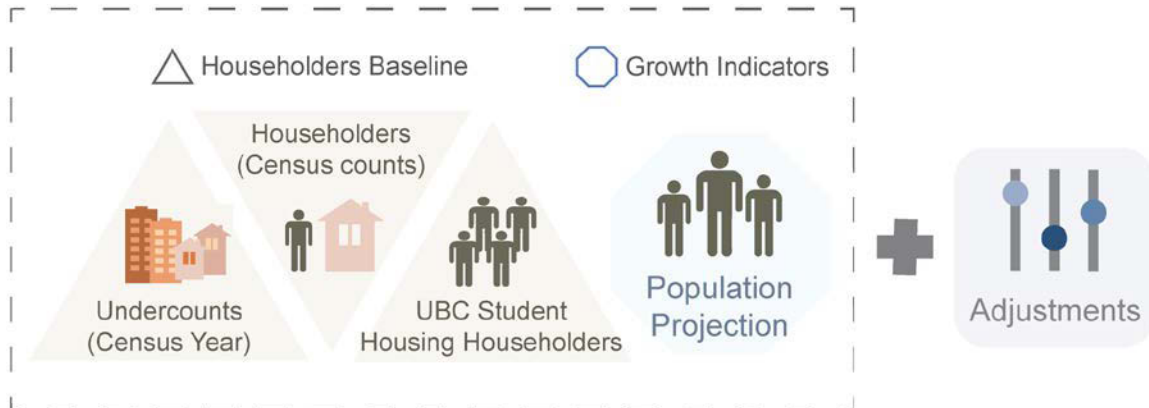 Householders Baseline
Growth Indicators
Householders
(Census counts)
Undercounts
(Census Year)
UBC Student
Housing Householders
Population
Projection
Adjustments